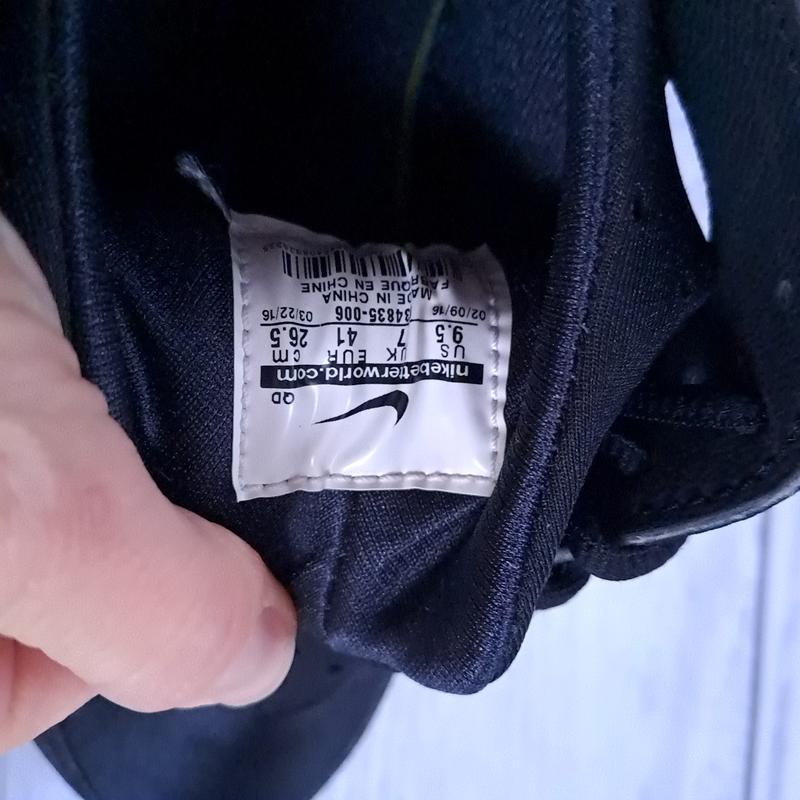 QD
nikebetterworld.com
US UK EUR cm
9.5 7 41 26.5
02/09/16 34835-006 03/22/16
MADE IN CHINA
FABRIQUE EN CHINE